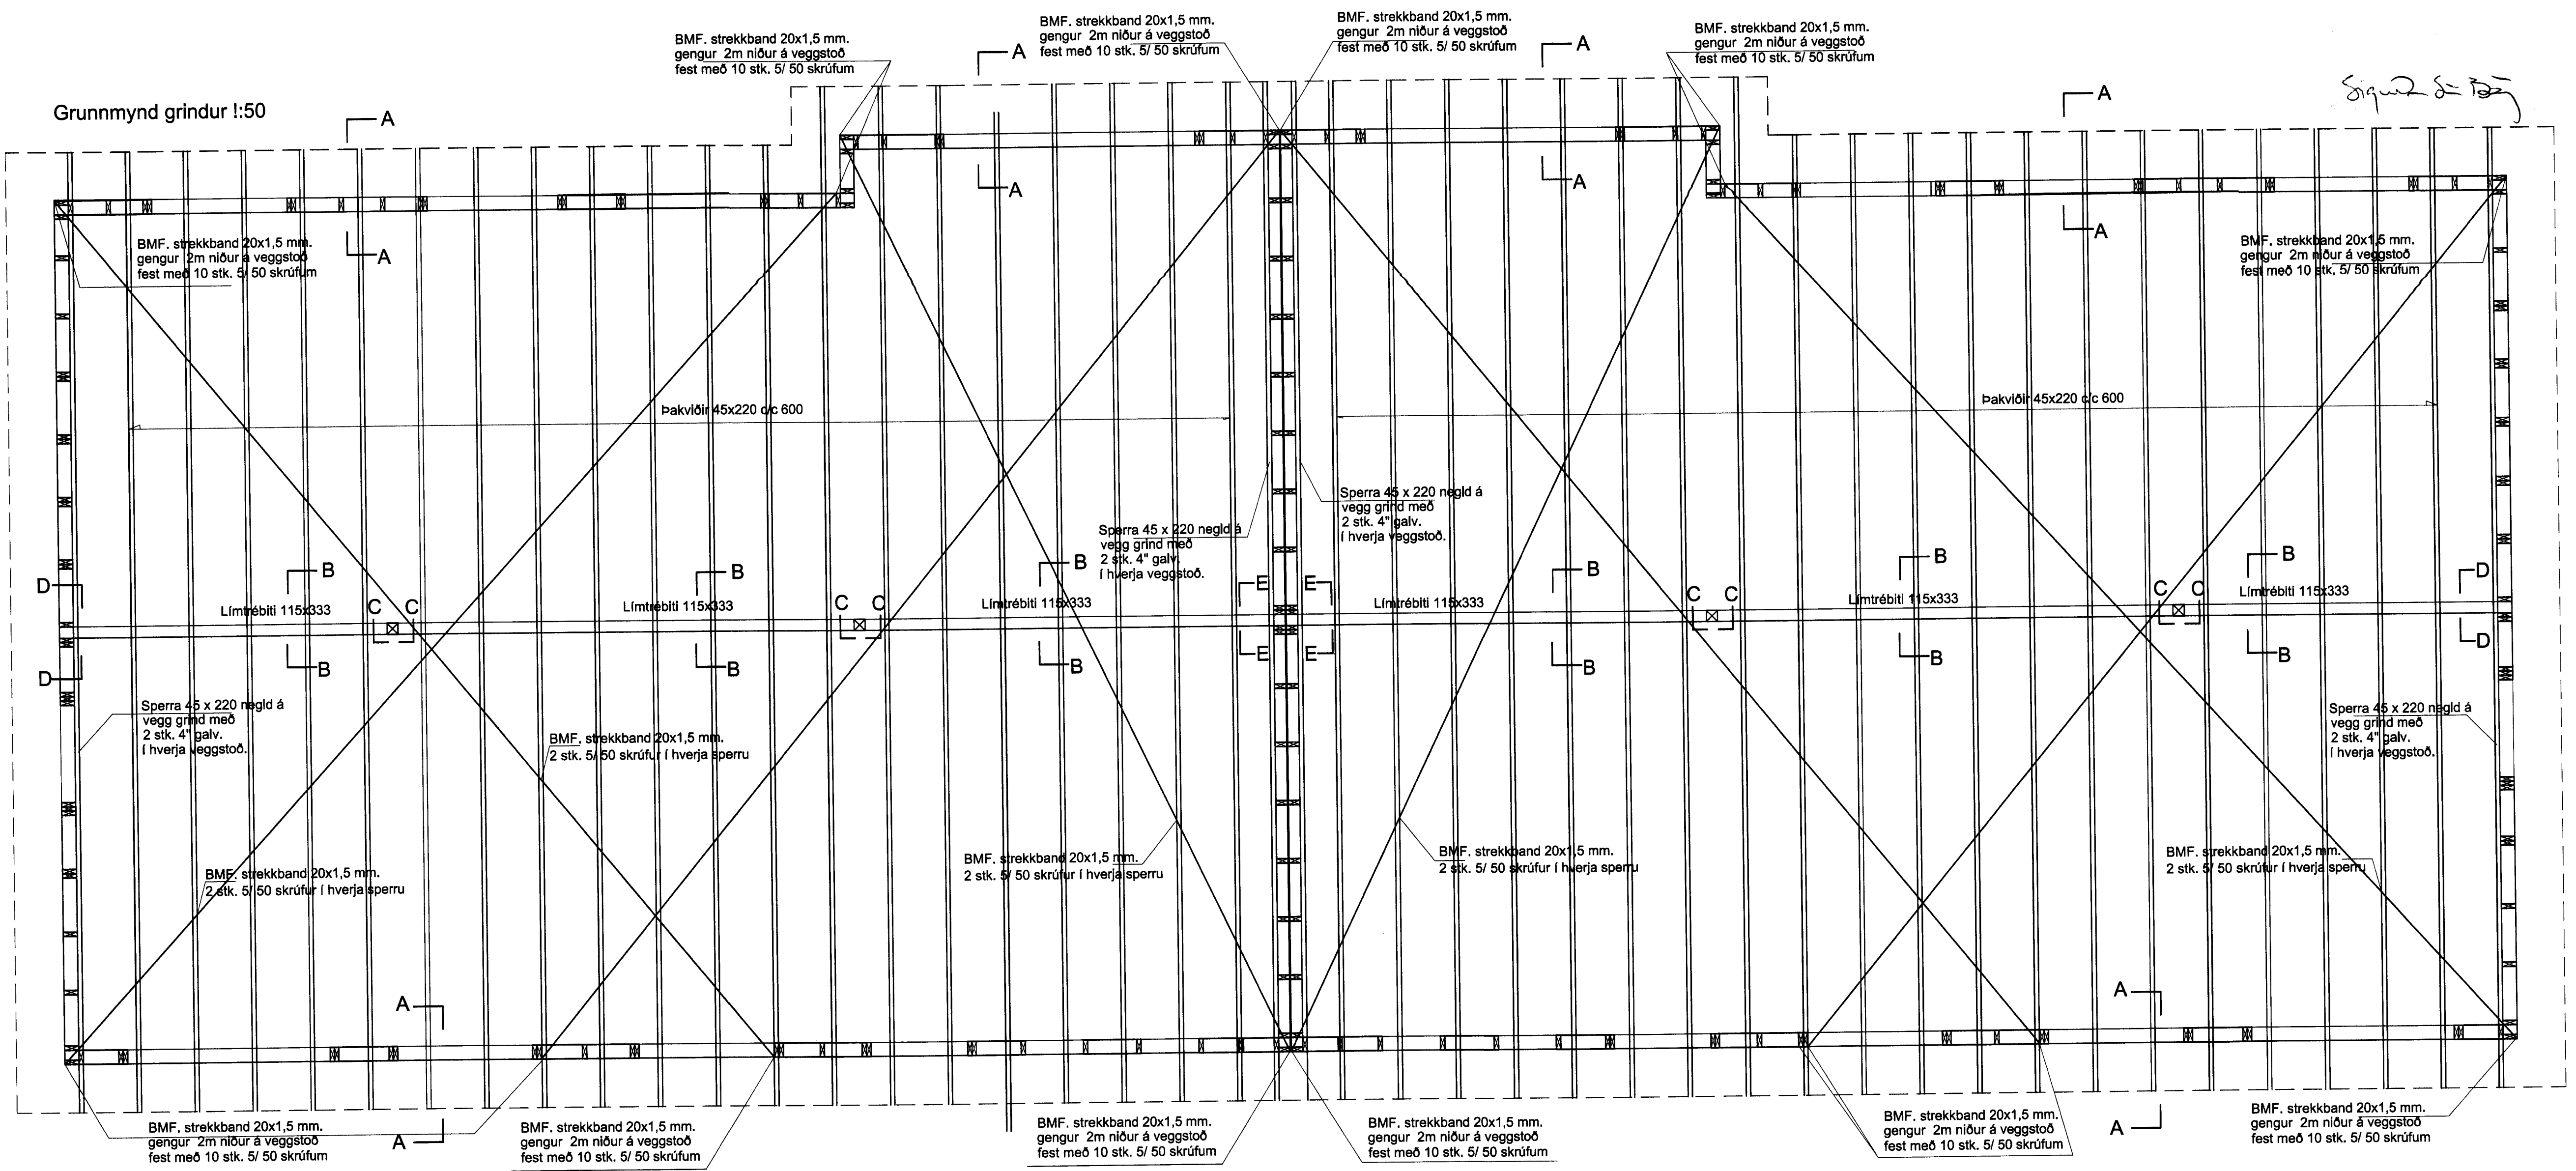 BMF. strekkband 20x1,5 mm.
gengur 2m niður á veggstoð
fest með 10 stk. 5/ 50 skrúfum
BMF. strekkband 20x1,5 mm.
gengur 2m niður á veggstoð
fest með 10 stk. 5/ 50 skrúfum
BMF. strekkband 20x1,5 mm.
gengur 2m niður á veggstoð
fest með 10 stk. 5/ 50 skrúfum
BMF. strekkband 20x1,5 mm.
gengur 2m niður á veggstoð
fest með 10 stk. 5/ 50 skrúfum
Grunnmynd grindur !:50
A
A
A
A
A
A
A
A
BMF. strekkband 20x1,5 mm.
gengur 2m niður á veggstoð
fest með 10 stk. 5/ 50 skrúfum
BMF. strekkband 20x1,5 mm.
gengur 2m niður á veggstoð
fest með 10 stk. 5/ 50 skrúfum
Þakviðir 45x220 c/c 600
Þakviðir 45x220 c/c 600
Sperra 45 x 220 negld á
vegg grind með
2 stk. 4" galv.
í hverja veggstoð.
Sperra 45 x 220 negld á
vegg grind með
2 stk. 4" galv.
í hverja veggstoð.
D
B
B
B
E
E
B
B
B
D
Límtrébiti 115x333
C C
Límtrébiti 115x333
C C
Límtrébiti 115x333
Límtrébiti 115x333
C C
Límtrébiti 115x333
C C
Límtrébiti 115x333
D
B
B
B
E
E
B
B
B
D
Sperra 45 x 220 negld á
vegg grind með
2 stk. 4" galv.
í hverja veggstoð.
Sperra 45 x 220 negld á
vegg grind með
2 stk. 4" galv.
í hverja veggstoð.
BMF. strekkband 20x1,5 mm.
2 stk. 5/ 50 skrúfur í hverja sperru
BMF. strekkband 20x1,5 mm.
2 stk. 5/ 50 skrúfur í hverja sperru
BMF. strekkband 20x1,5 mm.
2 stk. 5/ 50 skrúfur í hverja sperru
BMF. strekkband 20x1,5 mm.
2 stk. 5/ 50 skrúfur í hverja sperru
BMF. strekkband 20x1,5 mm.
2 stk. 5/ 50 skrúfur í hverja sperru
A
A
A
A
BMF. strekkband 20x1,5 mm.
gengur 2m niður á veggstoð
fest með 10 stk. 5/ 50 skrúfum
BMF. strekkband 20x1,5 mm.
gengur 2m niður á veggstoð
fest með 10 stk. 5/ 50 skrúfum
BMF. strekkband 20x1,5 mm.
gengur 2m niður á veggstoð
fest með 10 stk. 5/ 50 skrúfum
BMF. strekkband 20x1,5 mm.
gengur 2m niður á veggstoð
fest með 10 stk. 5/ 50 skrúfum
BMF. strekkband 20x1,5 mm.
gengur 2m niður á veggstoð
fest með 10 stk. 5/ 50 skrúfum
BMF. strekkband 20x1,5 mm.
gengur 2m niður á veggstoð
fest með 10 stk. 5/ 50 skrúfum